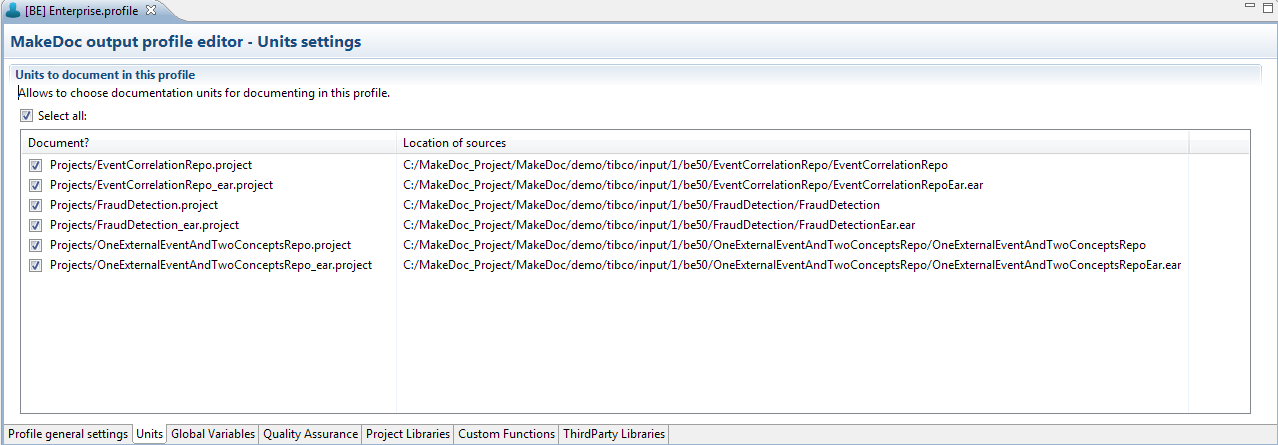 [BE] Enterprise.profile
MakeDoc output profile editor - Units settings
Units to document in this profile
Allows to choose documentation units for documenting in this profile.
Select all:
Document? Location of sources
Projects/EventCorrelationRepo.project C:/MakeDoc_Project/MakeDoc/demo/tibco/input/1/be50/EventCorrelationRepo/EventCorrelationRepo
Projects/EventCorrelationRepo_ear.project C:/MakeDoc_Project/MakeDoc/demo/tibco/input/1/be50/EventCorrelationRepo/EventCorrelationRepoEar.ear
Projects/FraudDetection.project C:/MakeDoc_Project/MakeDoc/demo/tibco/input/1/be50/FraudDetection/FraudDetection
Projects/FraudDetection_ear.project C:/MakeDoc_Project/MakeDoc/demo/tibco/input/1/be50/FraudDetection/FraudDetectionEar.ear
Projects/OneExternalEventAndTwoConceptsRepo.project C:/MakeDoc_Project/MakeDoc/demo/tibco/input/1/be50/OneExternalEventAndTwoConceptsRepo/OneExternalEventAndTwoConceptsRepo
Projects/OneExternalEventAndTwoConceptsRepo_ear.project C:/MakeDoc_Project/MakeDoc/demo/tibco/input/1/be50/OneExternalEventAndTwoConceptsRepo/OneExternalEventAndTwoConceptsRepoEar.ear
Profile general settings Units Global Variables Quality Assurance Project Libraries Custom Functions ThirdParty Libraries